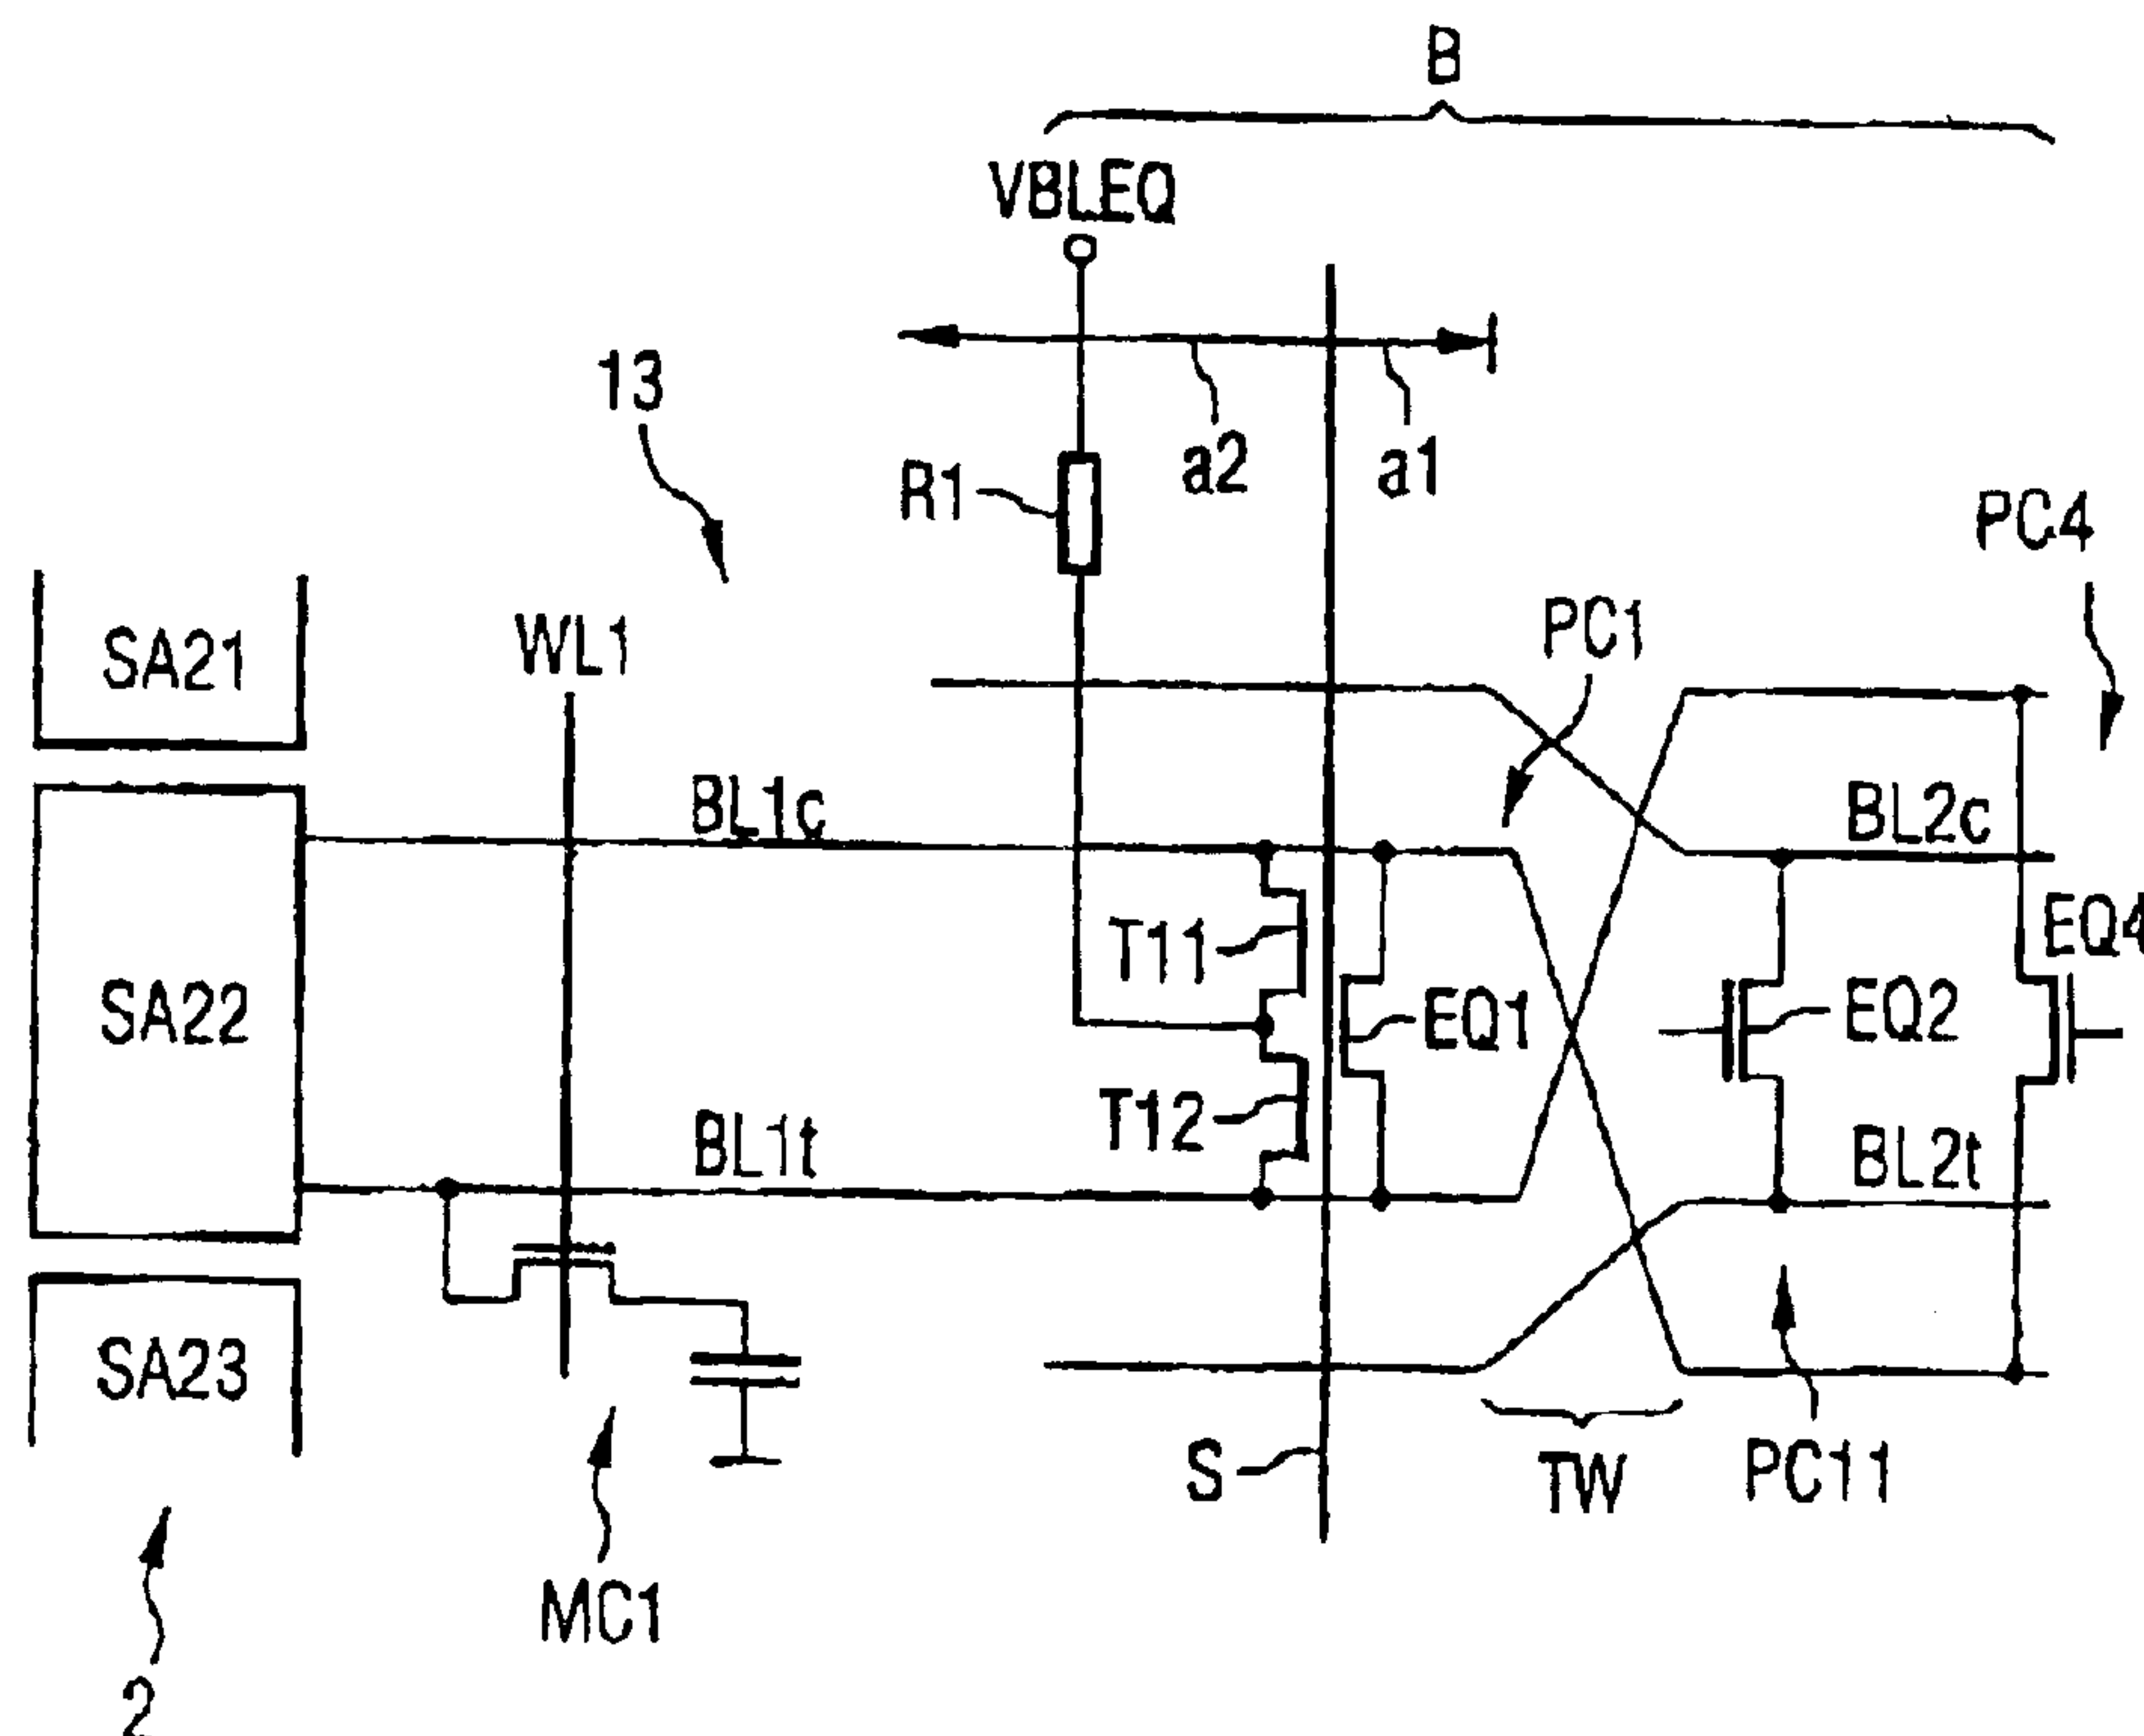 B
VBLEQ
13
R1
a2
a1
PC4
PC1
SA21
WL1
BL1c
BL2c
EQ4
T11
SA22
EQ1
EQ2
T12
BL1t
BL2t
SA23
S
TW
PC11
MC1
2